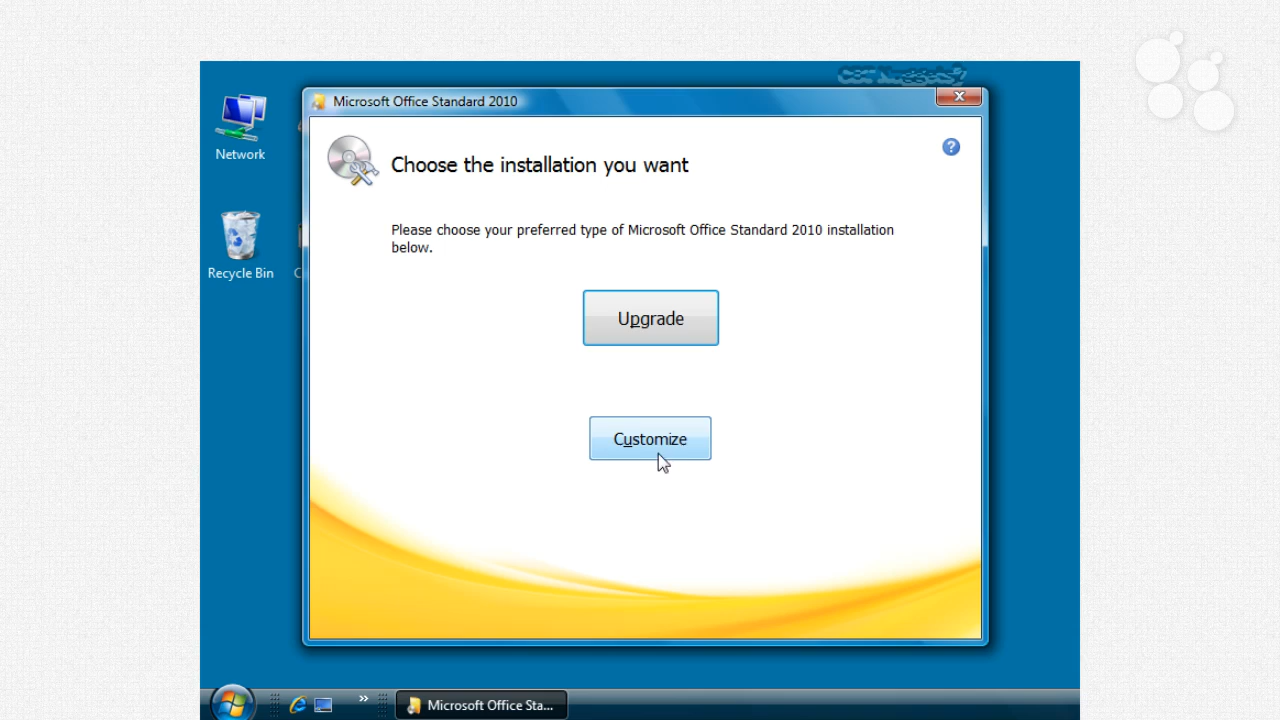 Microsoft Office Standard 2010
x
Network
?
Choose the installation you want
Please choose your preferred type of Microsoft Office Standard 2010 installation
below.
Recycle Bin
Upgrade
Customize
»
Microsoft Office Sta...